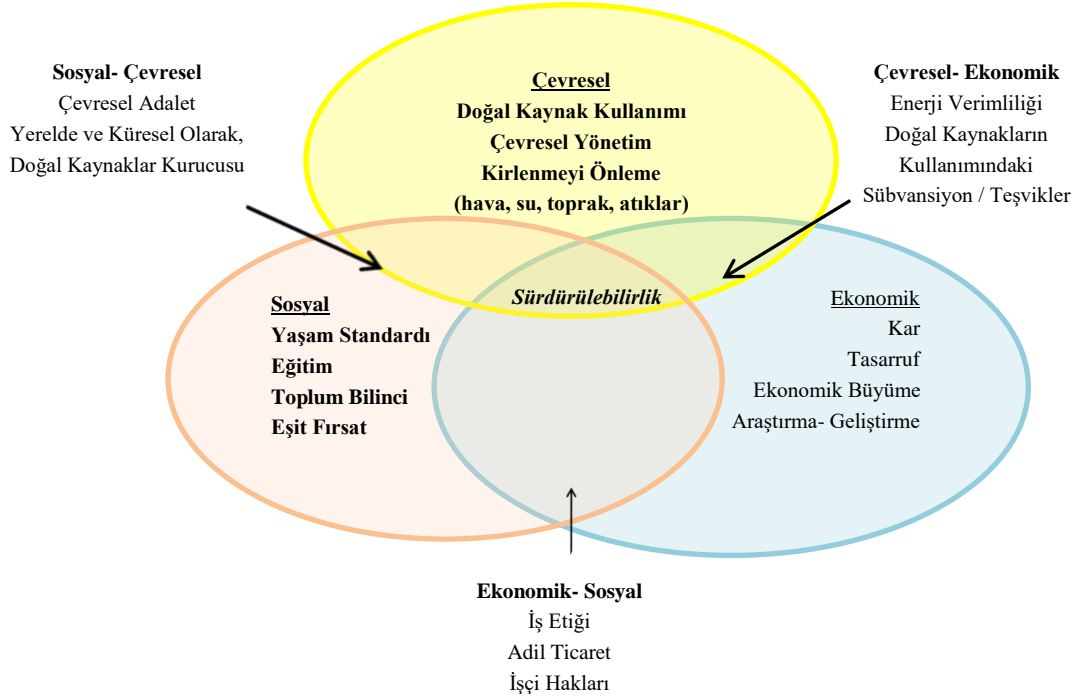 Sosyal- Çevresel
Çevresel Adalet
Yerelde ve Küresel Olarak,
Doğal Kaynaklar Kurucusu
Çevresel
Doğal Kaynak Kullanımı
Çevresel Yönetim
Kirlenmeyi Önleme
(hava, su, toprak, atıklar)
Çevresel- Ekonomik
Enerji Verimliliği
Doğal Kaynakların
Kullanımındaki
Sübvansiyon / Teşvikler
Sürdürülebilirlik
Sosyal
Yaşam Standardı
Eğitim
Toplum Bilinci
Eşit Fırsat
Ekonomik
Kar
Tasarruf
Ekonomik Büyüme
Araştırma- Geliştirme
Ekonomik- Sosyal
İş Etiği
Adil Ticaret
İşçi Hakları